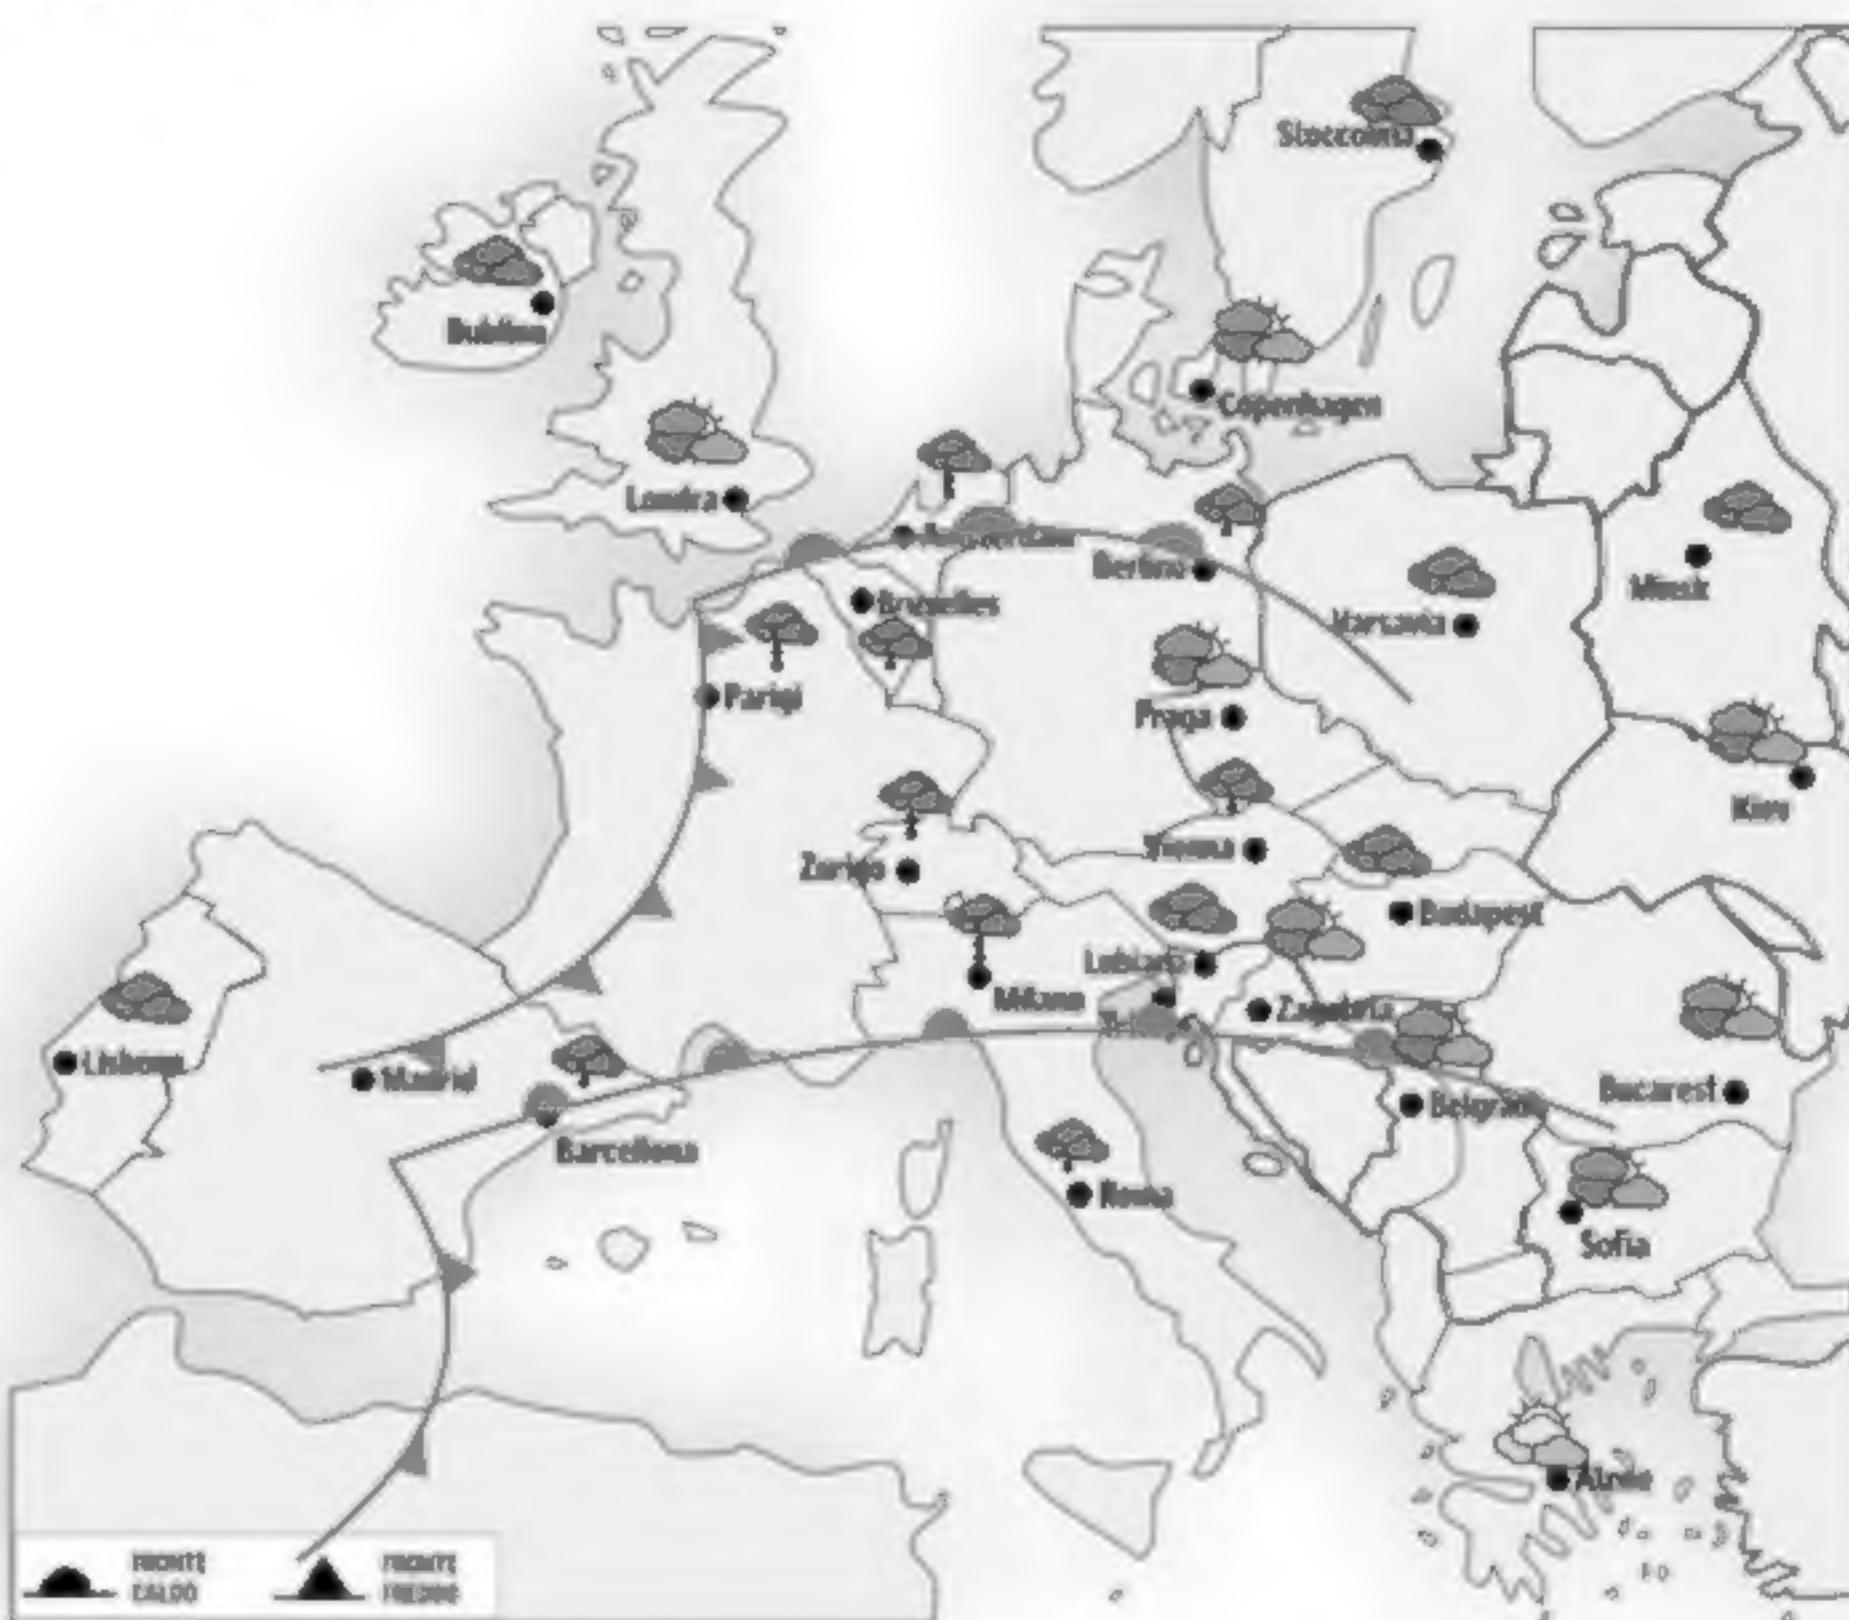 Stoccolma
Dublino
Copenhagen
Londra
Amsterdam
Berlino
Minsk
Bruxelles
Varsavia
Parigi
Praga
Kiev
Vienna
Zurigo
Budapest
Lubiana
Milano
Zagabria
Lisbona
Madrid
Bucarest
Belgrado
Barcellona
Roma
Sofia
Atene
FRONTE
CALDO
FRONTE
FREDDO